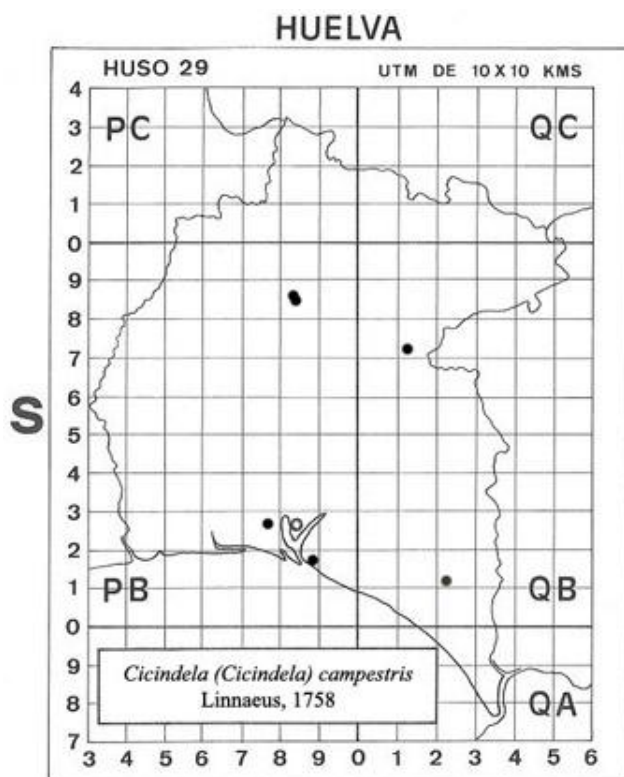 HUELVA
HUSO 29 UTM DE 10 X 10 KMS
4
PC QC
3
2
1
0
9
8
7
6
S
5
4
3
2
PB QB
1
0
9
Cicindela (Cicindela) campestris
Linnaeus, 1758
8
QA
7
3 4 5 6 7 8 9 0 1 2 3 4 5 6